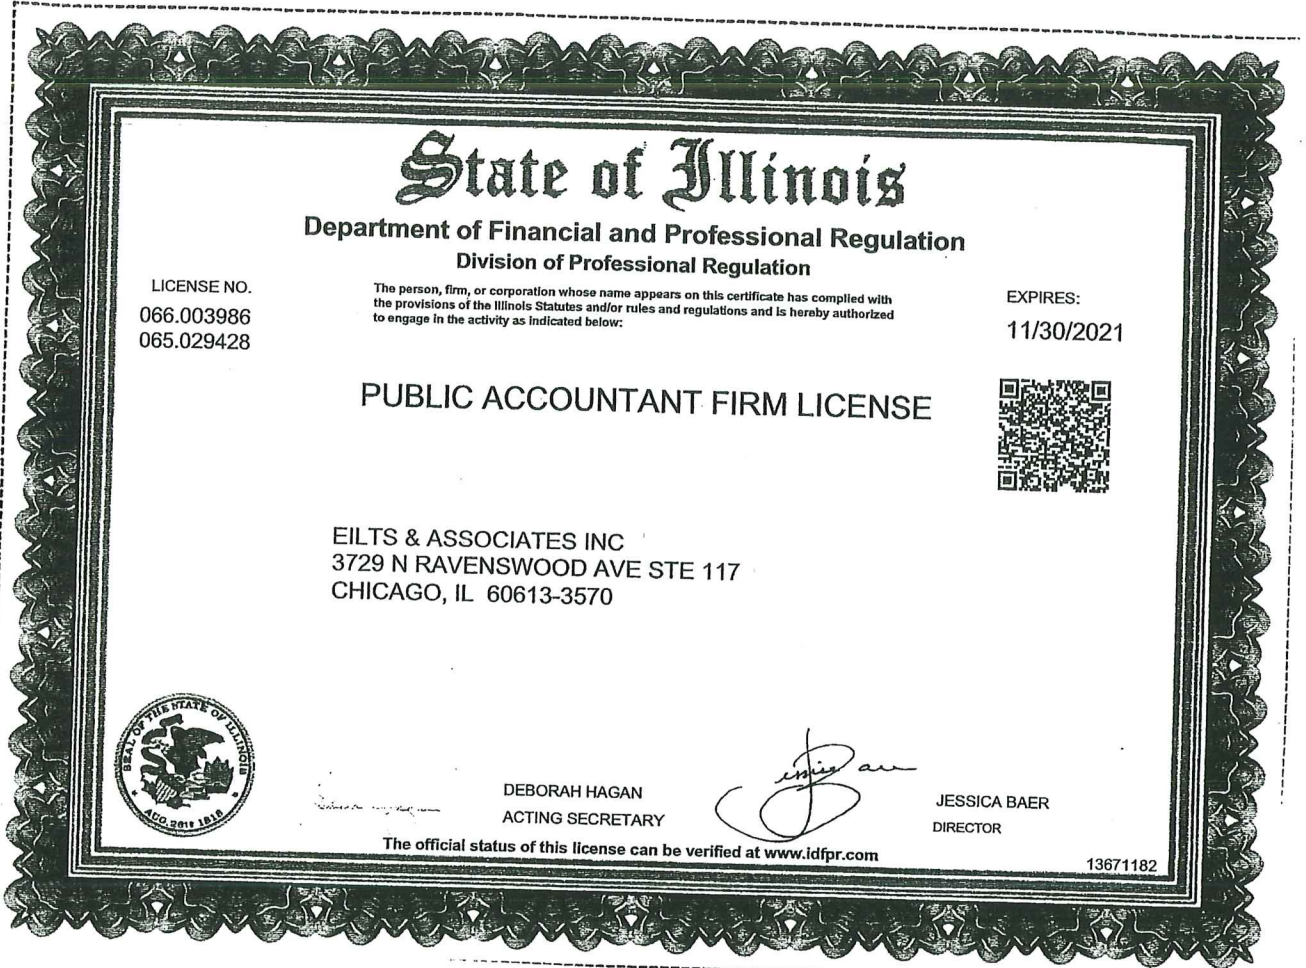 State of Illinois
Department of Financial and Professional Regulation
Division of Professional Regulation
LICENSE NO.
066.003986
065.029428
The person, firm, or corporation whose name appears on this certificate has complied with
the provisions of the Illinois Statutes and/or rules and regulations and is hereby authorized
to engage in the activity as indicated below:
EXPIRES:
11/30/2021
PUBLIC ACCOUNTANT FIRM LICENSE
EILTS & ASSOCIATES INC
3729 N RAVENSWOOD AVE STE 117
CHICAGO, IL 60613-3570
SEAL OF THE STATE OF ILLINOIS
AUG. 26TH 1818
DEBORAH HAGAN
ACTING SECRETARY
JESSICA BAER
DIRECTOR
The official status of this license can be verified at www.idfpr.com
13671182